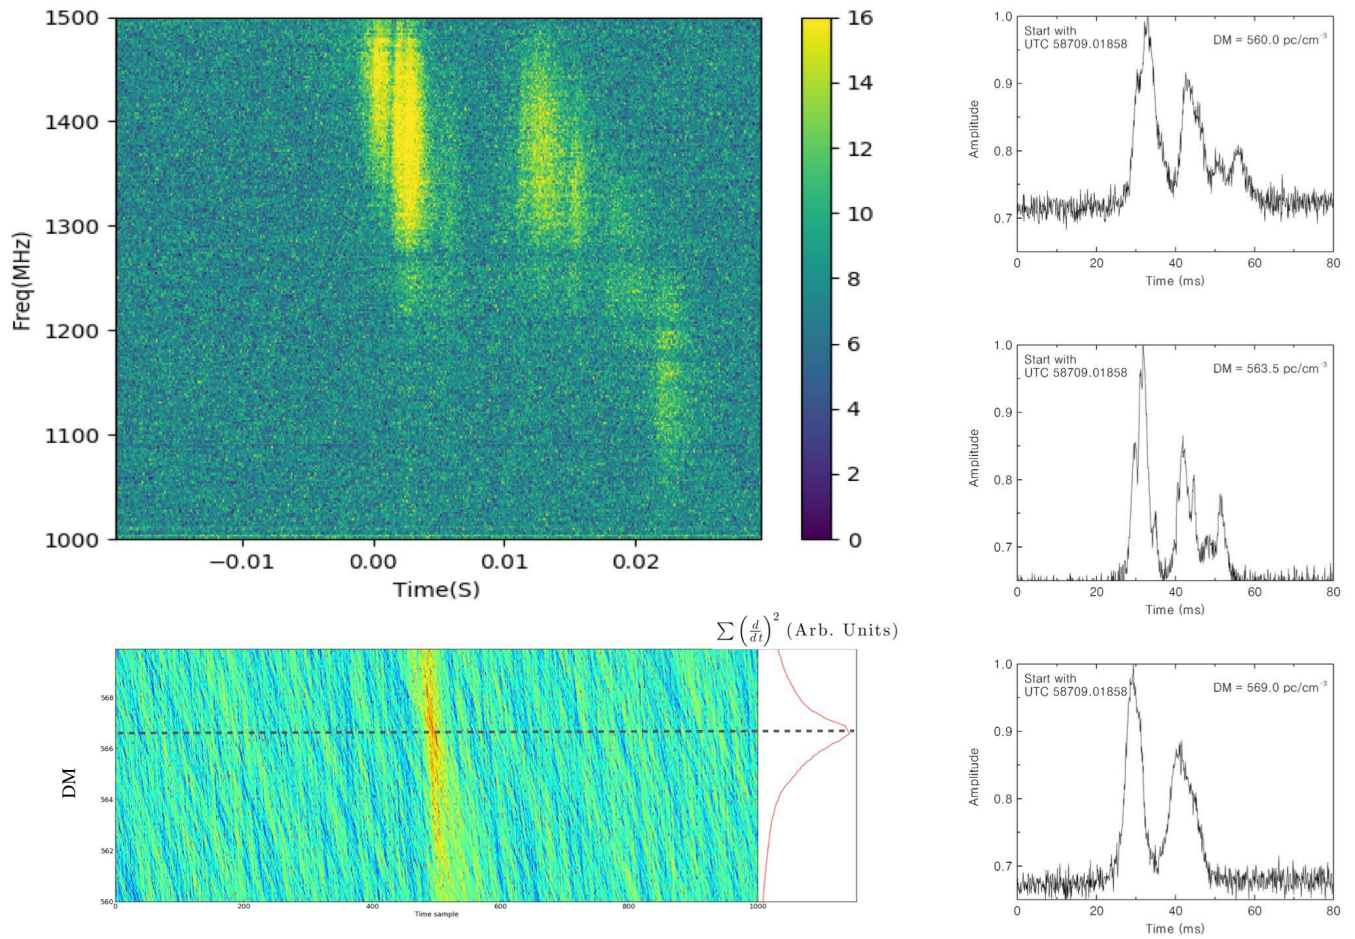 1500
1400
1300
1200
1100
1000
Freq(MHz)
−0.01
0.00
0.01
0.02
Time(S)
16
14
12
10
8
6
4
2
0
Start with
UTC 58709.01858
DM = 560.0 pc/cm⁻³
1.0
0.9
0.8
0.7
Amplitude
0
20
40
60
80
Time (ms)
Start with
UTC 58709.01858
DM = 563.5 pc/cm⁻³
1.0
0.9
0.8
0.7
Amplitude
0
20
40
60
80
Time (ms)
∑ (d/dt)² (Arb. Units)
568
566
564
562
560
DM
0
200
400
600
800
1000
Time sample
Start with
UTC 58709.01858
DM = 569.0 pc/cm⁻³
1.0
0.9
0.8
0.7
Amplitude
0
20
40
60
80
Time (ms)